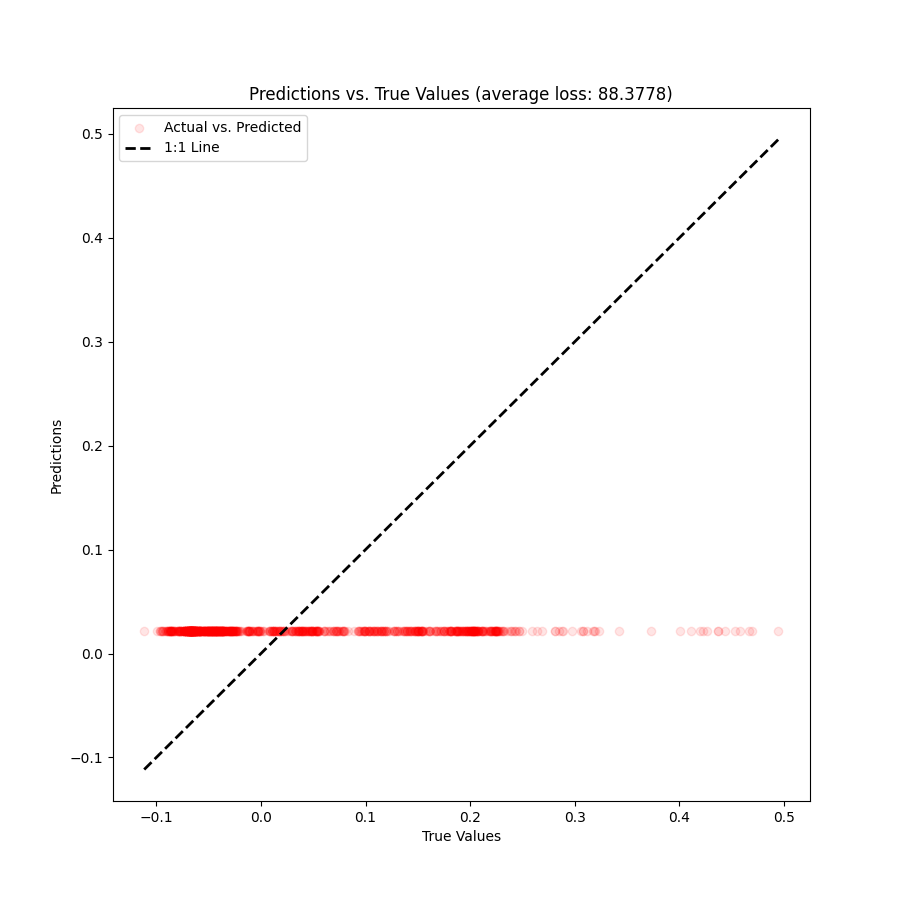 Predictions vs. True Values (average loss: 88.3778)
Actual vs. Predicted
1:1 Line
0.5
0.4
0.3
0.2
0.1
0.0
−0.1
Predictions
−0.1 0.0 0.1 0.2 0.3 0.4 0.5
True Values